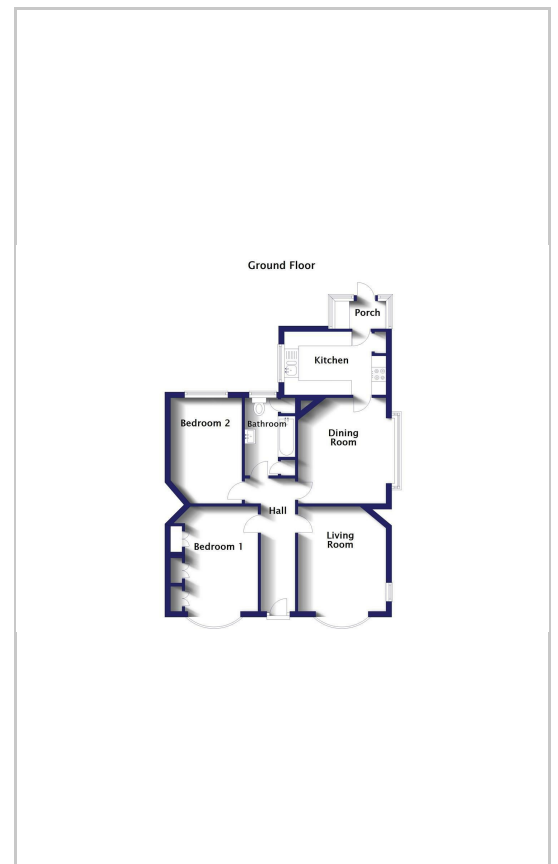 Ground Floor
Porch
Kitchen
Bedroom 2
Bathroom
Dining
Room
Hall
Bedroom 1
Living
Room